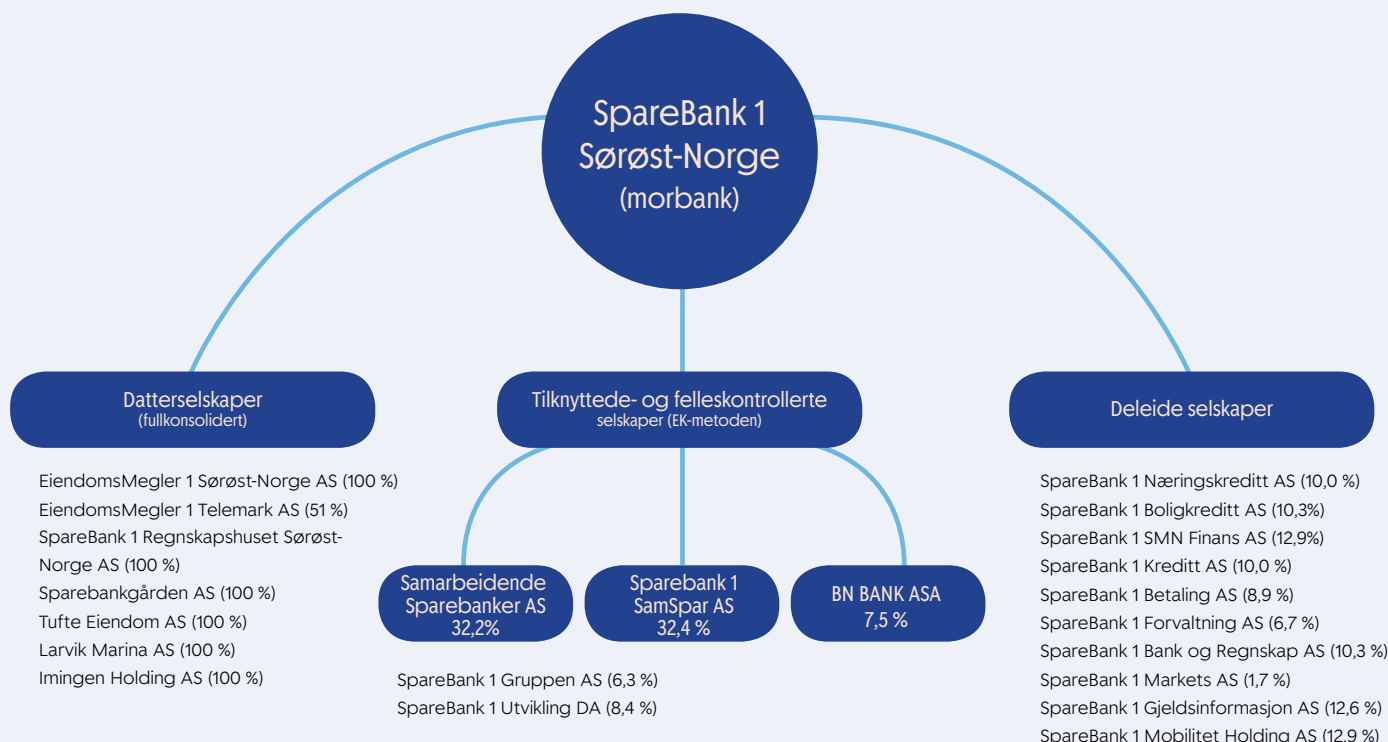 SpareBank 1
Sørøst-Norge
(morbank)
Datterselskaper
(fullkonsolidert)
EiendomsMegler 1 Sørøst-Norge AS (100 %)
EiendomsMegler 1 Telemark AS (51 %)
SpareBank 1 Regnskapshuset Sørøst-
Norge AS (100 %)
Sparebankgården AS (100 %)
Tufte Eiendom AS (100 %)
Larvik Marina AS (100 %)
Imingen Holding AS (100 %)
Tilknyttede- og felleskontrollerte
selskaper (EK-metoden)
Samarbeidende
Sparebanker AS
32,2%
Sparebank 1
SamSpar AS
32,4 %
BN BANK ASA
7,5 %
SpareBank 1 Gruppen AS (6,3 %)
SpareBank 1 Utvikling DA (8,4 %)
Deleide selskaper
SpareBank 1 Næringskreditt AS (10,0 %)
SpareBank 1 Boligkreditt AS (10,3%)
SpareBank 1 SMN Finans AS (12,9%)
SpareBank 1 Kreditt AS (10,0 %)
SpareBank 1 Betaling AS (8,9 %)
SpareBank 1 Forvaltning AS (6,7 %)
SpareBank 1 Bank og Regnskap AS (10,3 %)
SpareBank 1 Markets AS (1,7 %)
SpareBank 1 Gjeldsinformasjon AS (12,6 %)
SpareBank 1 Mobilitet Holding AS (12,9 %)